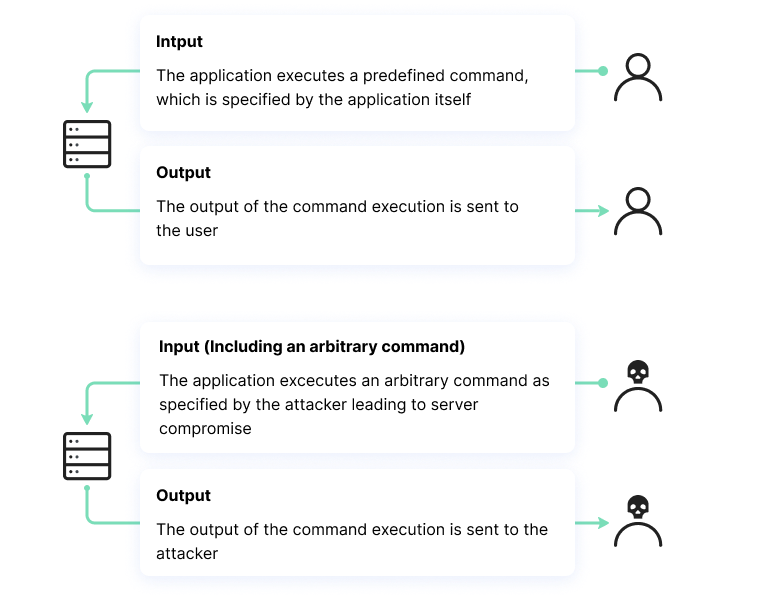 Intput
The application executes a predefined command,
which is specified by the application itself
Output
The output of the command execution is sent to
the user
Input (Including an arbitrary command)
The application excecutes an arbitrary command as
specified by the attacker leading to server
compromise
Output
The output of the command execution is sent to the
attacker